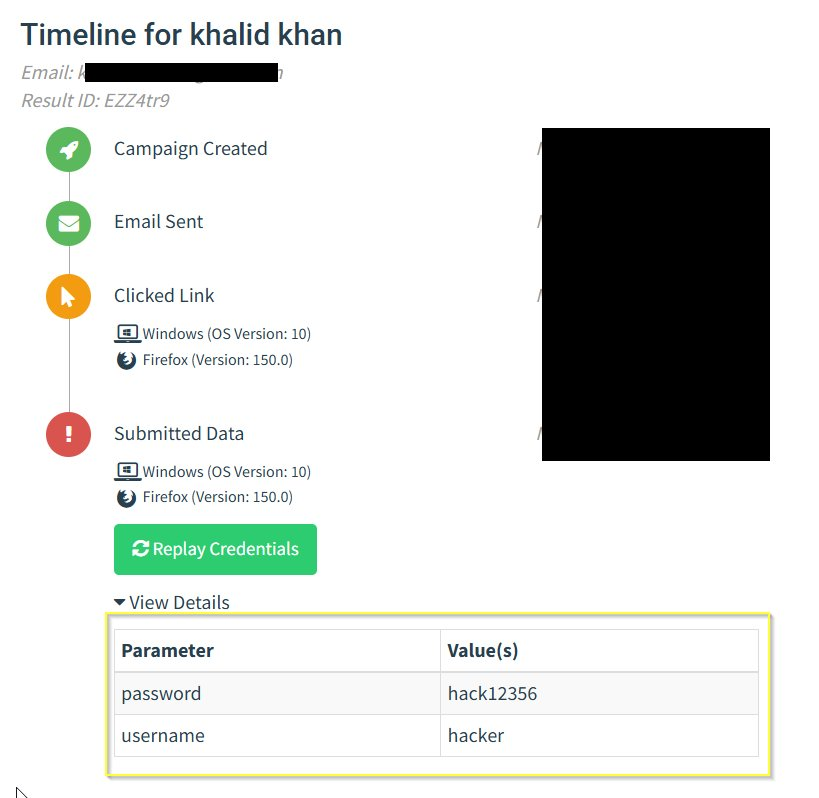 Timeline for khalid khan
Email: k
Result ID: EZZ4tr9
Campaign Created
Email Sent
Clicked Link
Windows (OS Version: 10)
Firefox (Version: 150.0)
Submitted Data
Windows (OS Version: 10)
Firefox (Version: 150.0)
Replay Credentials
View Details
Parameter Value(s)
password hack12356
username hacker